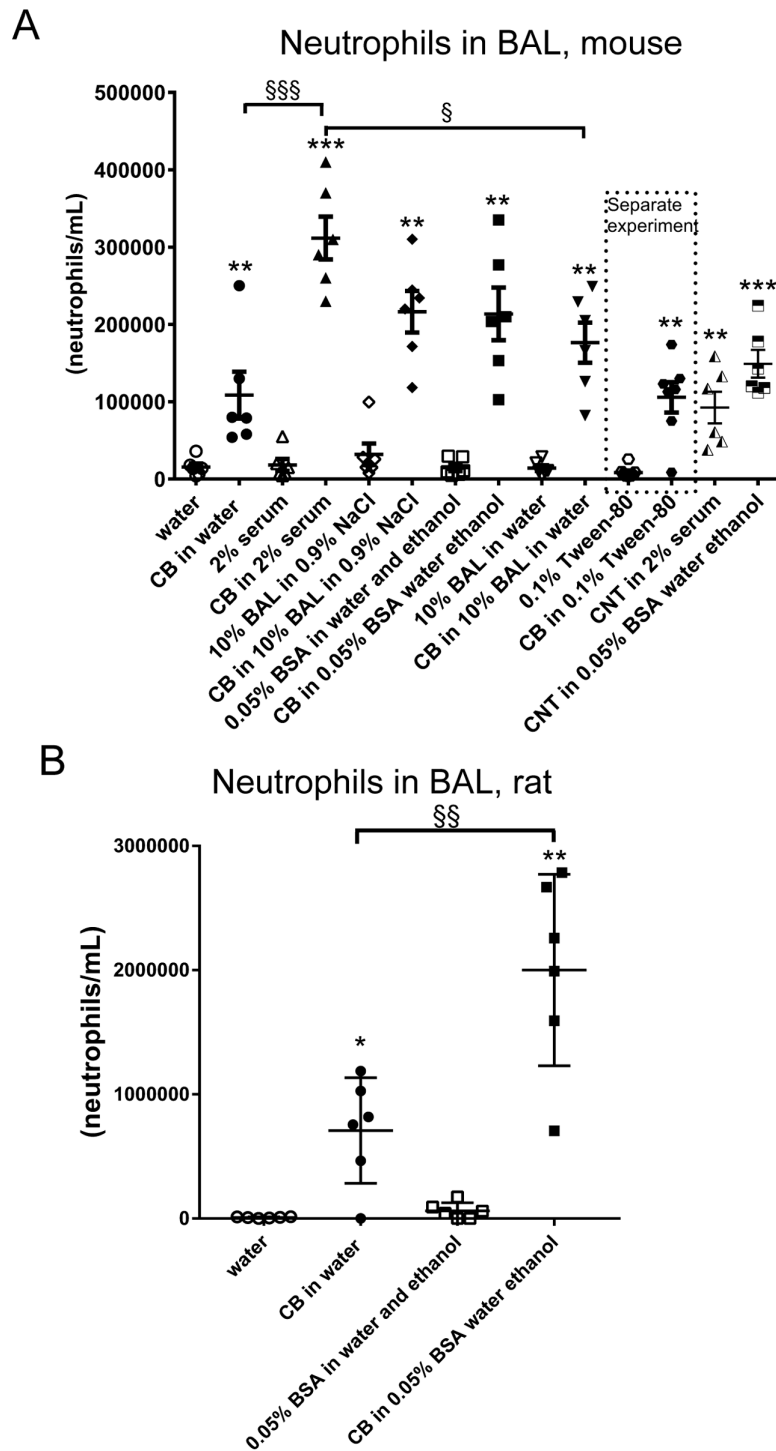 A
Neutrophils in BAL, mouse
(neutrophils/mL)
500000
400000
300000
200000
100000
0
§§§
§
**
***
**
**
**
**
**
***
Separate
experiment
water
CB in water
2% serum
CB in 2% serum
10% BAL in 0.9% NaCl
CB in 10% BAL in 0.9% NaCl
0.05% BSA in water and ethanol
CB in 0.05% BSA water ethanol
10% BAL in water
CB in 10% BAL in water
0.1% Tween-80
CB in 0.1% Tween-80
CNT in 2% serum
CNT in 0.05% BSA water ethanol
B
Neutrophils in BAL, rat
(neutrophils/mL)
3000000
2000000
1000000
0
§§
*
**
water
CB in water
0.05% BSA in water and ethanol
CB in 0.05% BSA water ethanol